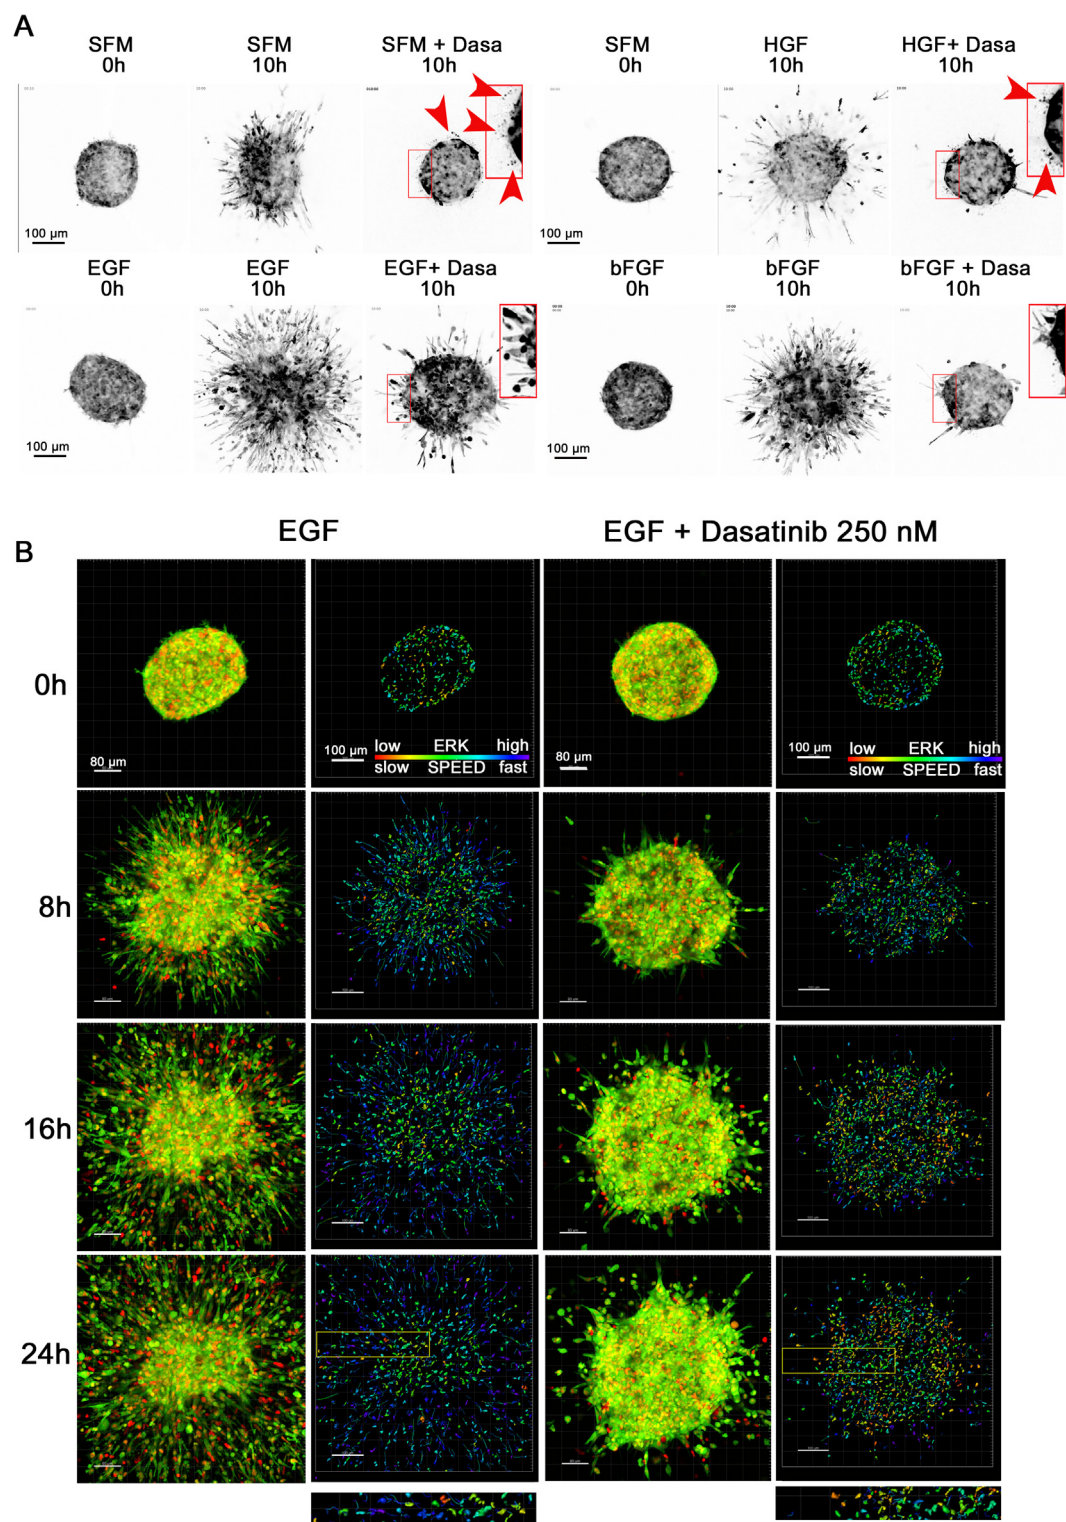 A
SFM
0h
SFM
10h
SFM + Dasa
10h
SFM
0h
HGF
10h
HGF+ Dasa
10h
100 µm
100 µm
EGF
0h
EGF
10h
EGF+ Dasa
10h
bFGF
0h
bFGF
10h
bFGF + Dasa
10h
100 µm
100 µm
EGF
EGF + Dasatinib 250 nM
B
0h
80 µm
100 µm
low ERK high
slow SPEED fast
80 µm
100 µm
low ERK high
slow SPEED fast
8h
16h
24h